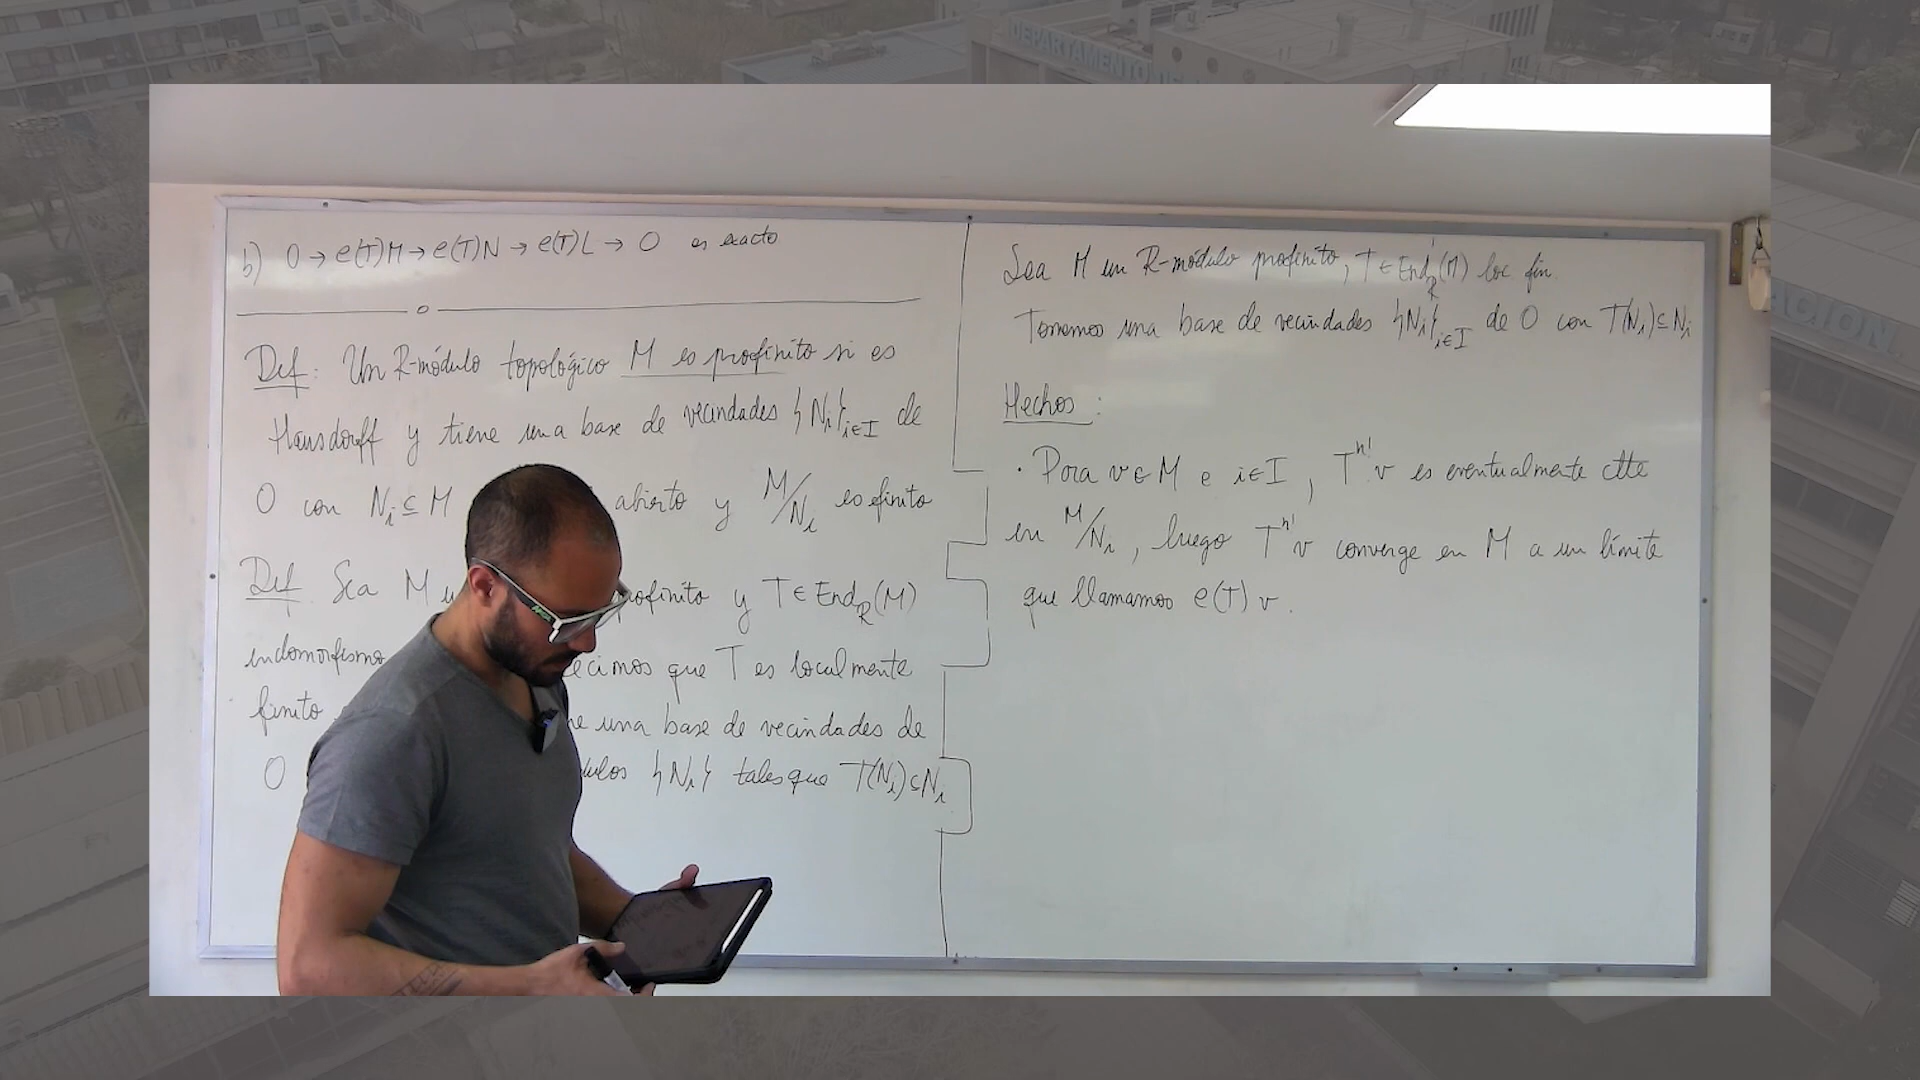 DEPARTAMENTO DE
b) 0 → e(T)M → e(T)N → e(T)L → 0 es exacto
Def: Un R-módulo topológico M es profinito si es
Hausdorff y tiene una base de vecindades {Nᵢ}ᵢ∈I de
0 con Nᵢ ⊆ M abierto y M/Nᵢ es finito
Def. Sea M profinito y T ∈ End_R(M)
endomorfismo decimos que T es localmente
finito una base de vecindades de
0 {Nᵢ} tales que T(Nᵢ) ⊂ Nᵢ.
Sea M un R-módulo profinito, T ∈ End_R(M) loc fin.
Tomemos una base de vecindades {Nᵢ}ᵢ∈I de 0 con T(Nᵢ) ⊆ Nᵢ
Hechos:
· Para v ∈ M e i ∈ I, Tⁿ! v es eventualmente ctte
en M/Nᵢ, luego Tⁿ! v converge en M a un límite
que llamamos e(T) v.